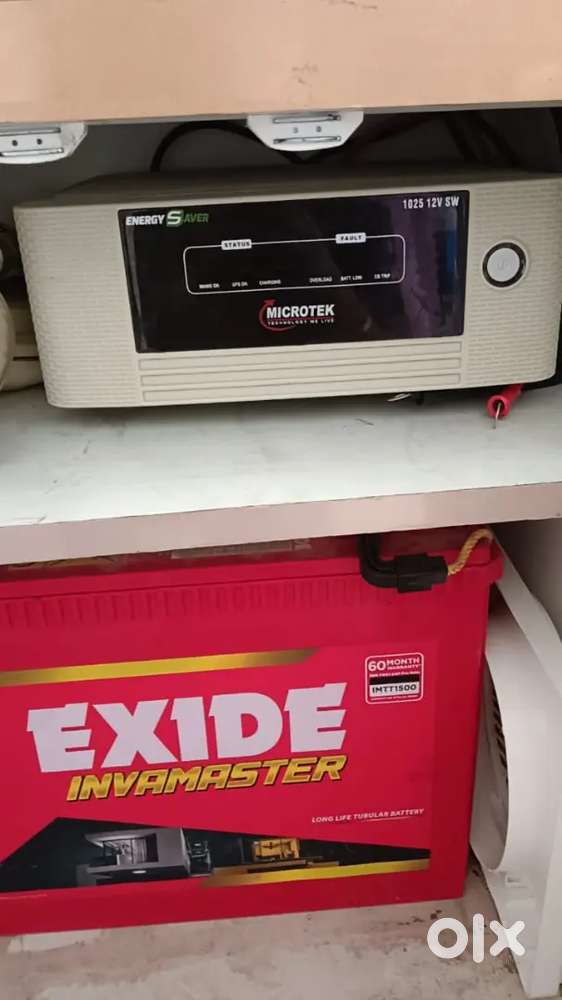 ENERGY SAVER
1025 12V SW
STATUS
FAULT
MAINS ON
UPS ON
CHARGING
OVERLOAD
BATT. LOW
CB TRIP
MICROTEK
TECHNOLOGY WE LIVE
60 MONTH
WARRANTY*
IMTT1500
EXIDE
INVAMASTER
LONG LIFE TUBULAR BATTERY
olx